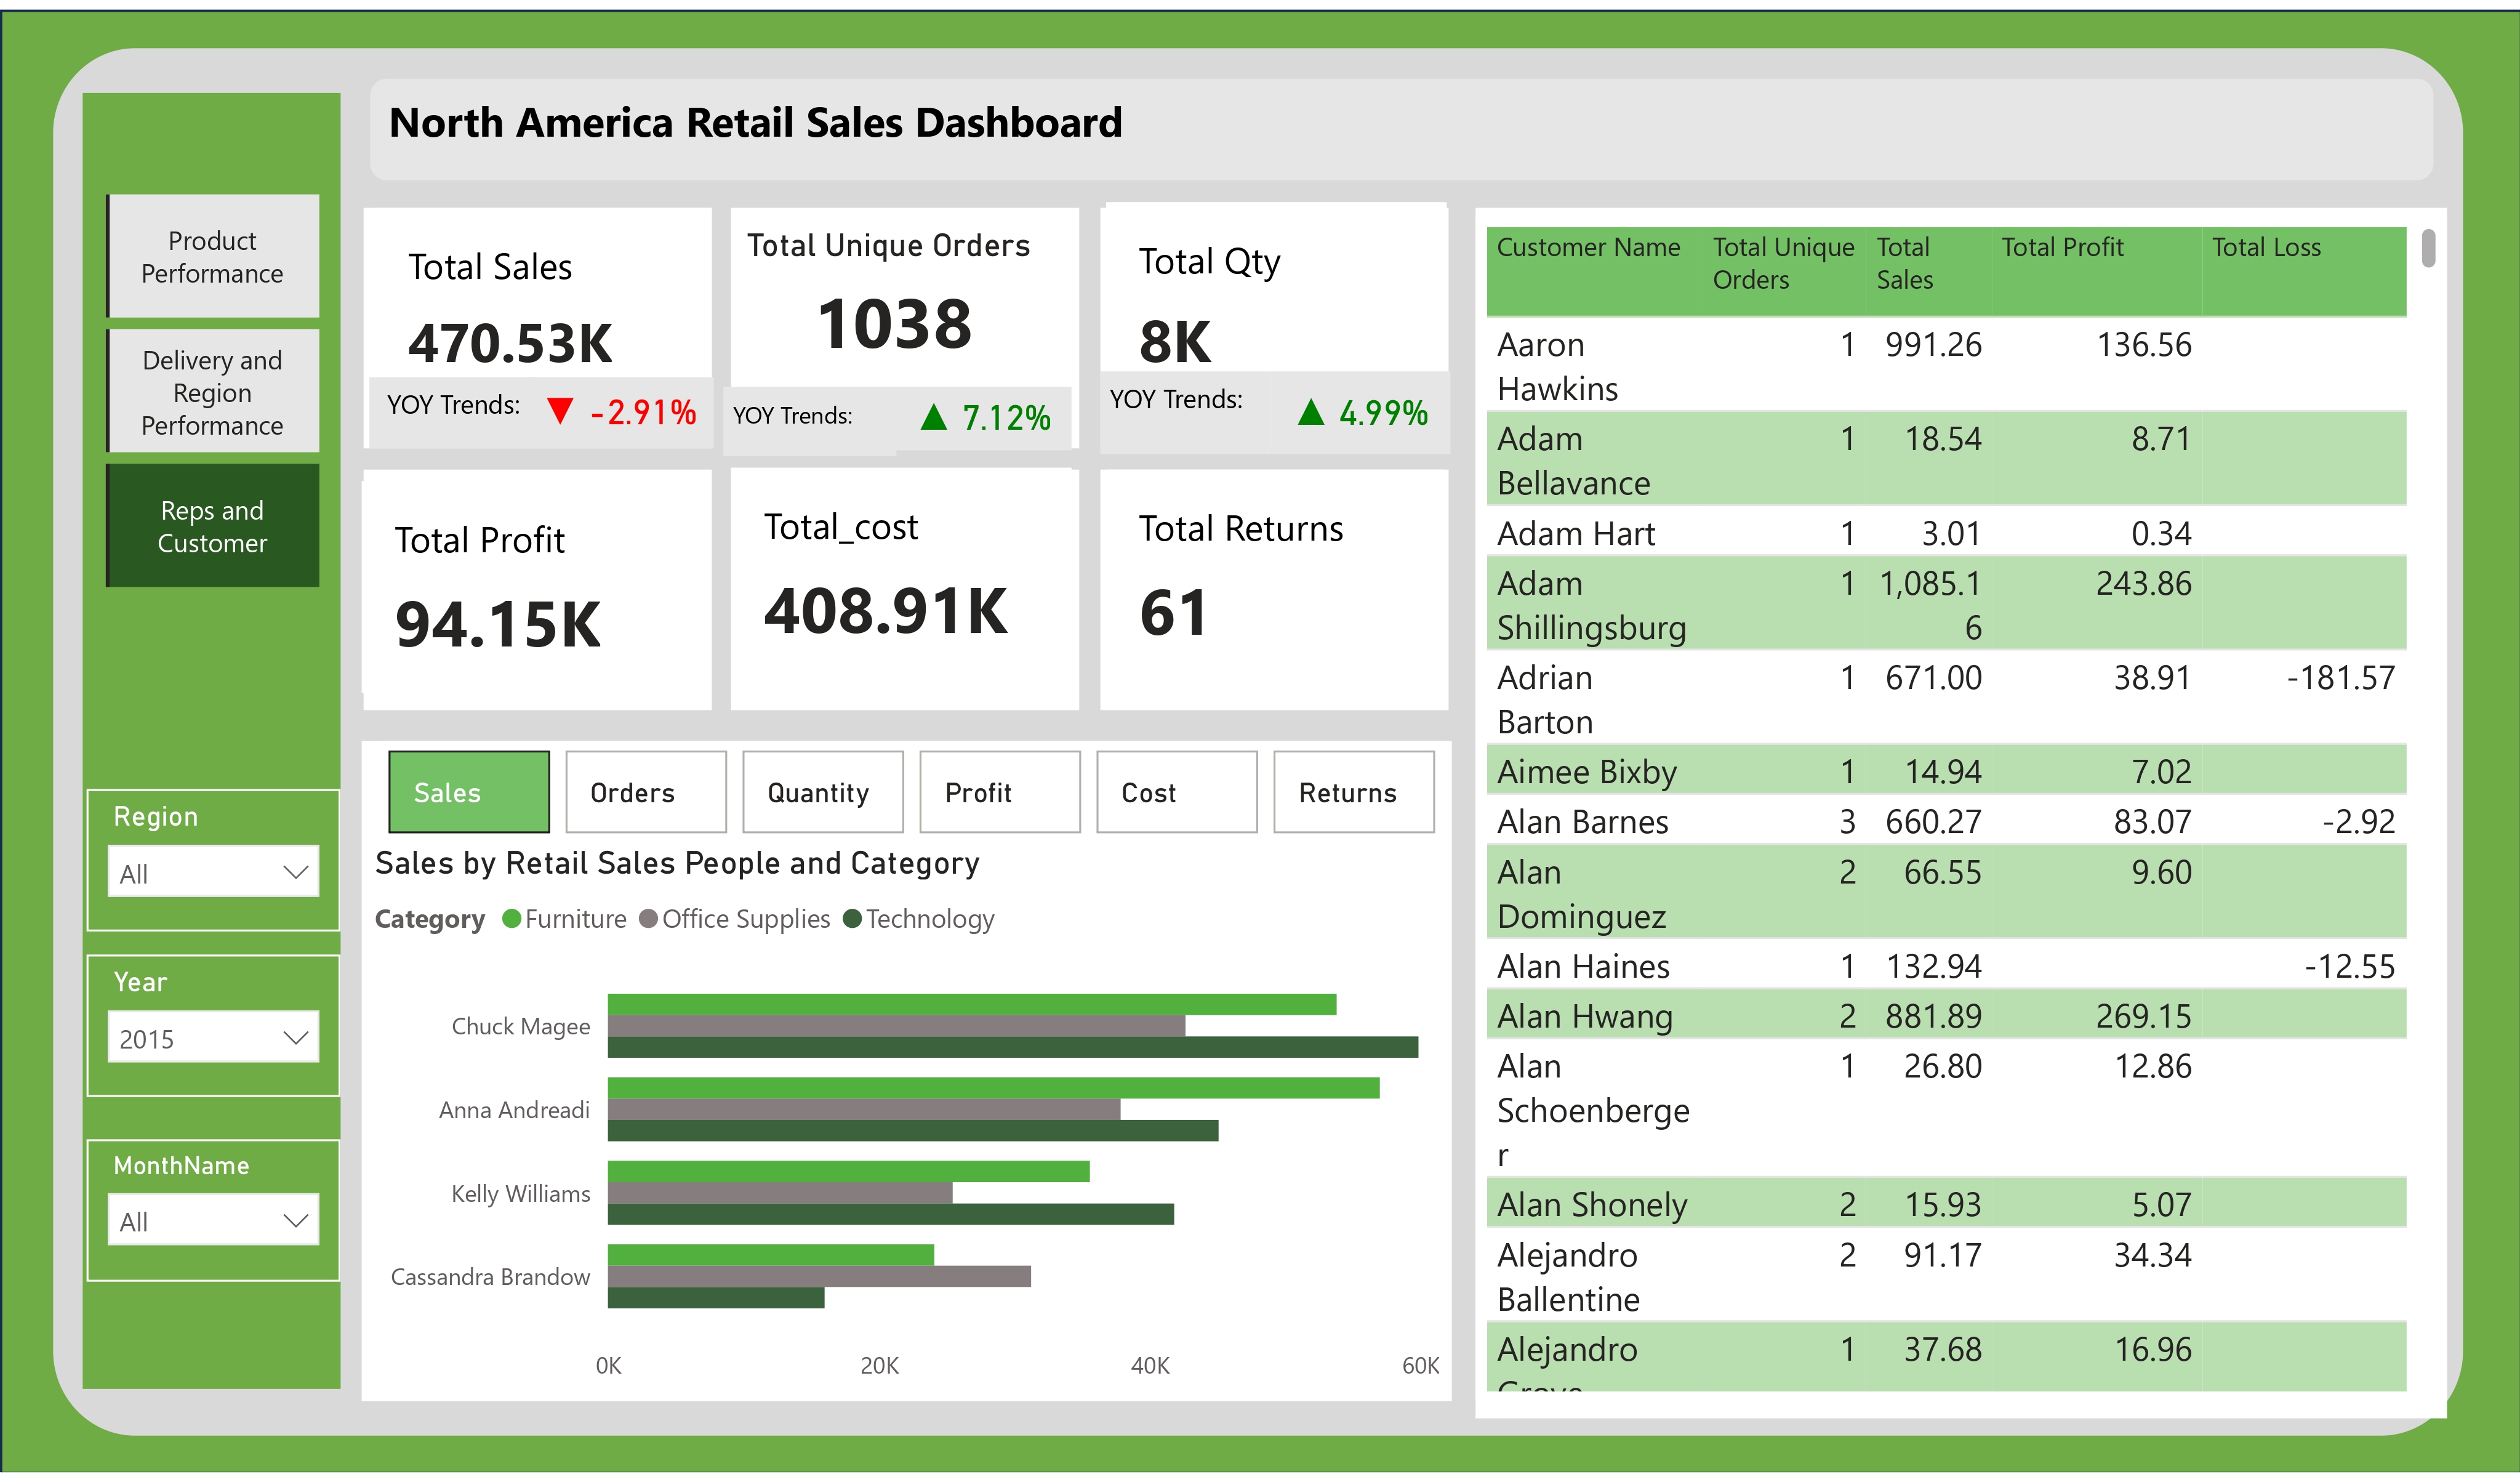 North America Retail Sales Dashboard
Product
Performance
Delivery and
Region
Performance
Reps and
Customer
Region
All
Year
2015
MonthName
All
Total Sales
470.53K
YOY Trends: ▼ -2.91%
Total Unique Orders
1038
YOY Trends: ▲ 7.12%
Total Qty
8K
YOY Trends: ▲ 4.99%
Total Profit
94.15K
Total_cost
408.91K
Total Returns
61
Sales Orders Quantity Profit Cost Returns
Sales by Retail Sales People and Category
Category Furniture Office Supplies Technology
Chuck Magee
Anna Andreadi
Kelly Williams
Cassandra Brandow
0K 20K 40K 60K
Customer Name Total Unique Total Total Profit Total Loss
Orders Sales
Aaron 1 991.26 136.56
Hawkins
Adam 1 18.54 8.71
Bellavance
Adam Hart 1 3.01 0.34
Adam 1 1,085.1 243.86
Shillingsburg 6
Adrian 1 671.00 38.91 -181.57
Barton
Aimee Bixby 1 14.94 7.02
Alan Barnes 3 660.27 83.07 -2.92
Alan 2 66.55 9.60
Dominguez
Alan Haines 1 132.94 -12.55
Alan Hwang 2 881.89 269.15
Alan 1 26.80 12.86
Schoenberge
r
Alan Shonely 2 15.93 5.07
Alejandro 2 91.17 34.34
Ballentine
Alejandro 1 37.68 16.96